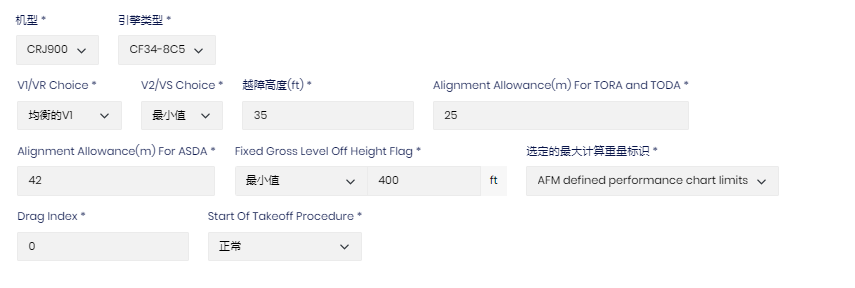 机型 * 引擎类型 *
CRJ900 CF34-8C5
V1/VR Choice * V2/VS Choice * 越障高度(ft) * Alignment Allowance(m) For TORA and TODA *
均衡的V1 最小值 35 25
Alignment Allowance(m) For ASDA * Fixed Gross Level Off Height Flag * 选定的最大计算重量标识 *
42 最小值 400 ft AFM defined performance chart limits
Drag Index * Start Of Takeoff Procedure *
0 正常